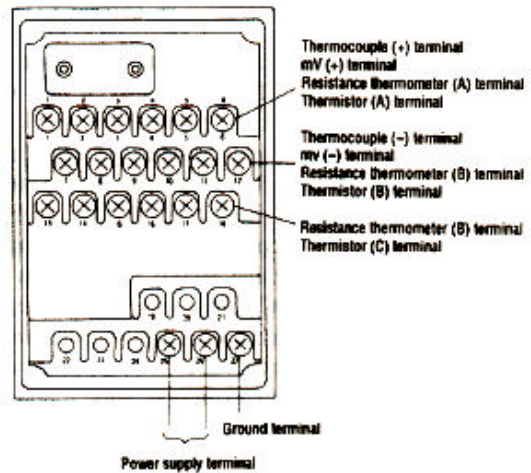 Thermocouple (+) terminal
mV (+) terminal
Resistance thermometer (A) terminal
Thermistor (A) terminal
Thermocouple (−) terminal
mv (−) terminal
Resistance thermometer (B) terminal
Thermistor (B) terminal
Resistance thermometer (B) terminal
Thermistor (C) terminal
Ground terminal
Power supply terminal